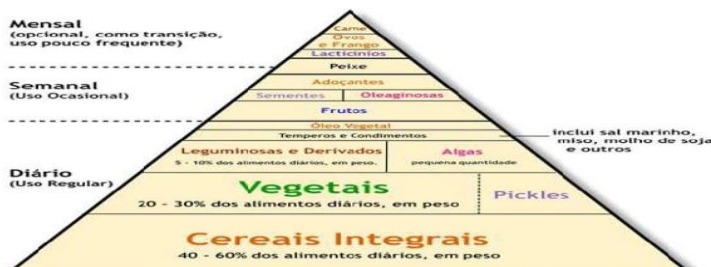 Mensal
(opcional, como transição,
uso pouco frequente)
Semanal
(Uso Ocasional)
Diário
(Uso Regular)
Carne
Ovos
e Frango
Lacticínios
Peixe
Adoçantes
Sementes
Oleaginosas
Frutos
Óleo Vegetal
Temperos e Condimentos
inclui sal marinho,
miso, molho de soja
e outros
Leguminosas e Derivados
5 - 10% dos alimentos diários, em peso.
Algas
pequena quantidade
Vegetais
20 - 30% dos alimentos diários, em peso
Pickles
Cereais Integrais
40 - 60% dos alimentos diários, em peso